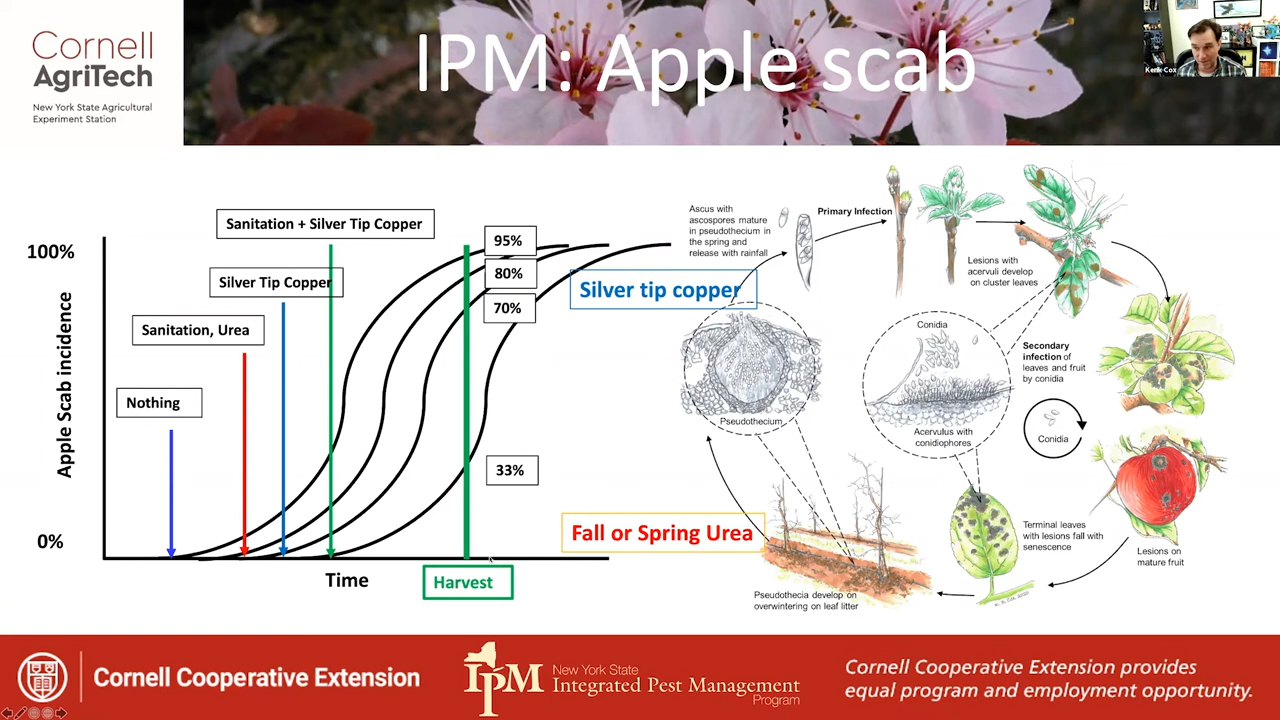 Cornell
AgriTech
New York State Agricultural
Experiment Station
IPM: Apple scab
Kerik Cox
Sanitation + Silver Tip Copper
Silver Tip Copper
Sanitation, Urea
Nothing
100%
0%
Apple Scab incidence
Time
Harvest
95%
80%
70%
33%
Silver tip copper
Fall or Spring Urea
Ascus with
ascospores mature
in pseudothecium in
the spring and
release with rainfall
Primary Infection
Lesions with
acervuli develop
on cluster leaves
Conidia
Acervulus with
conidiophores
Secondary
infection of
leaves and fruit
by conidia
Conidia
Pseudothecium
Terminal leaves
with lesions fall with
senescence
Lesions on
mature fruit
Pseudothecia develop on
overwintering on leaf litter
Cornell Cooperative Extension
IPM
New York State
Integrated Pest Management
Program
Cornell Cooperative Extension provides
equal program and employment opportunity.